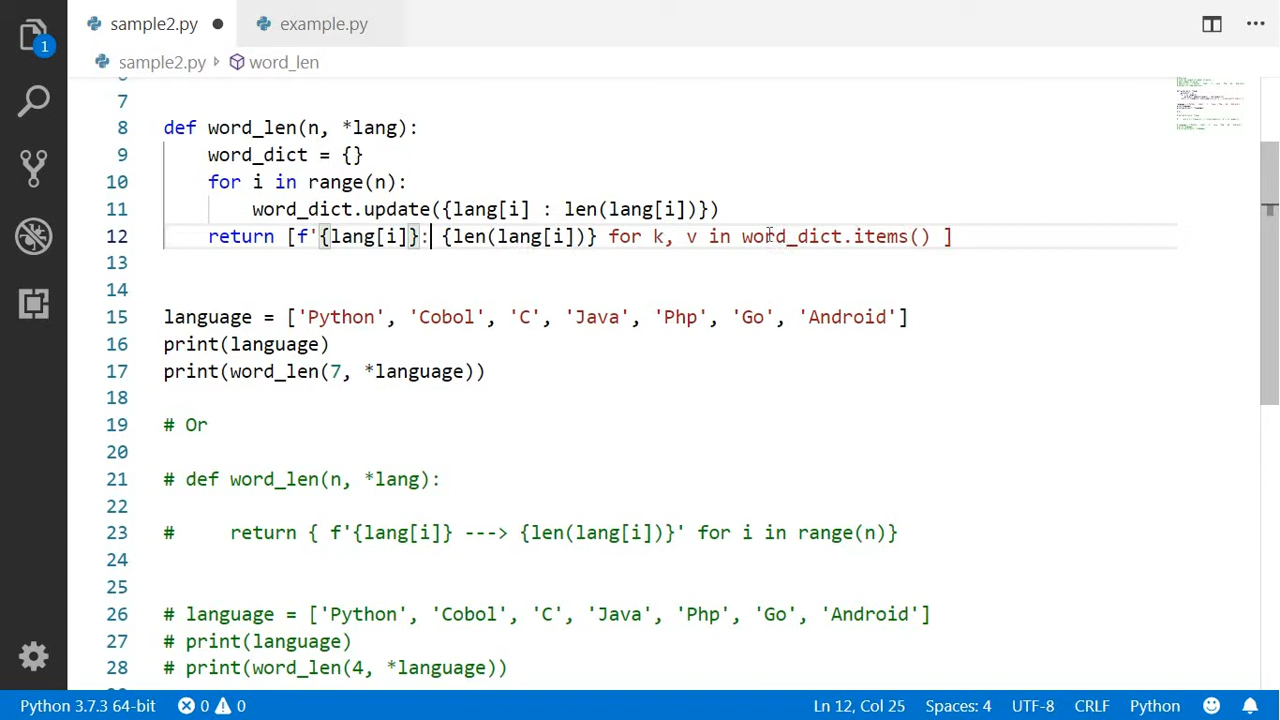 sample2.py
example.py
sample2.py > word_len
7
8 def word_len(n, *lang):
9 word_dict = {}
10 for i in range(n):
11 word_dict.update({lang[i] : len(lang[i])})
12 return [f'{lang[i]}: {len(lang[i])} for k, v in word_dict.items() ]
13
14
15 language = ['Python', 'Cobol', 'C', 'Java', 'Php', 'Go', 'Android']
16 print(language)
17 print(word_len(7, *language))
18
19 # Or
20
21 # def word_len(n, *lang):
22
23 # return { f'{lang[i]} ---> {len(lang[i])}' for i in range(n)}
24
25
26 # language = ['Python', 'Cobol', 'C', 'Java', 'Php', 'Go', 'Android']
27 # print(language)
28 # print(word_len(4, *language))
1
Python 3.7.3 64-bit 0 0 Ln 12, Col 25 Spaces: 4 UTF-8 CRLF Python